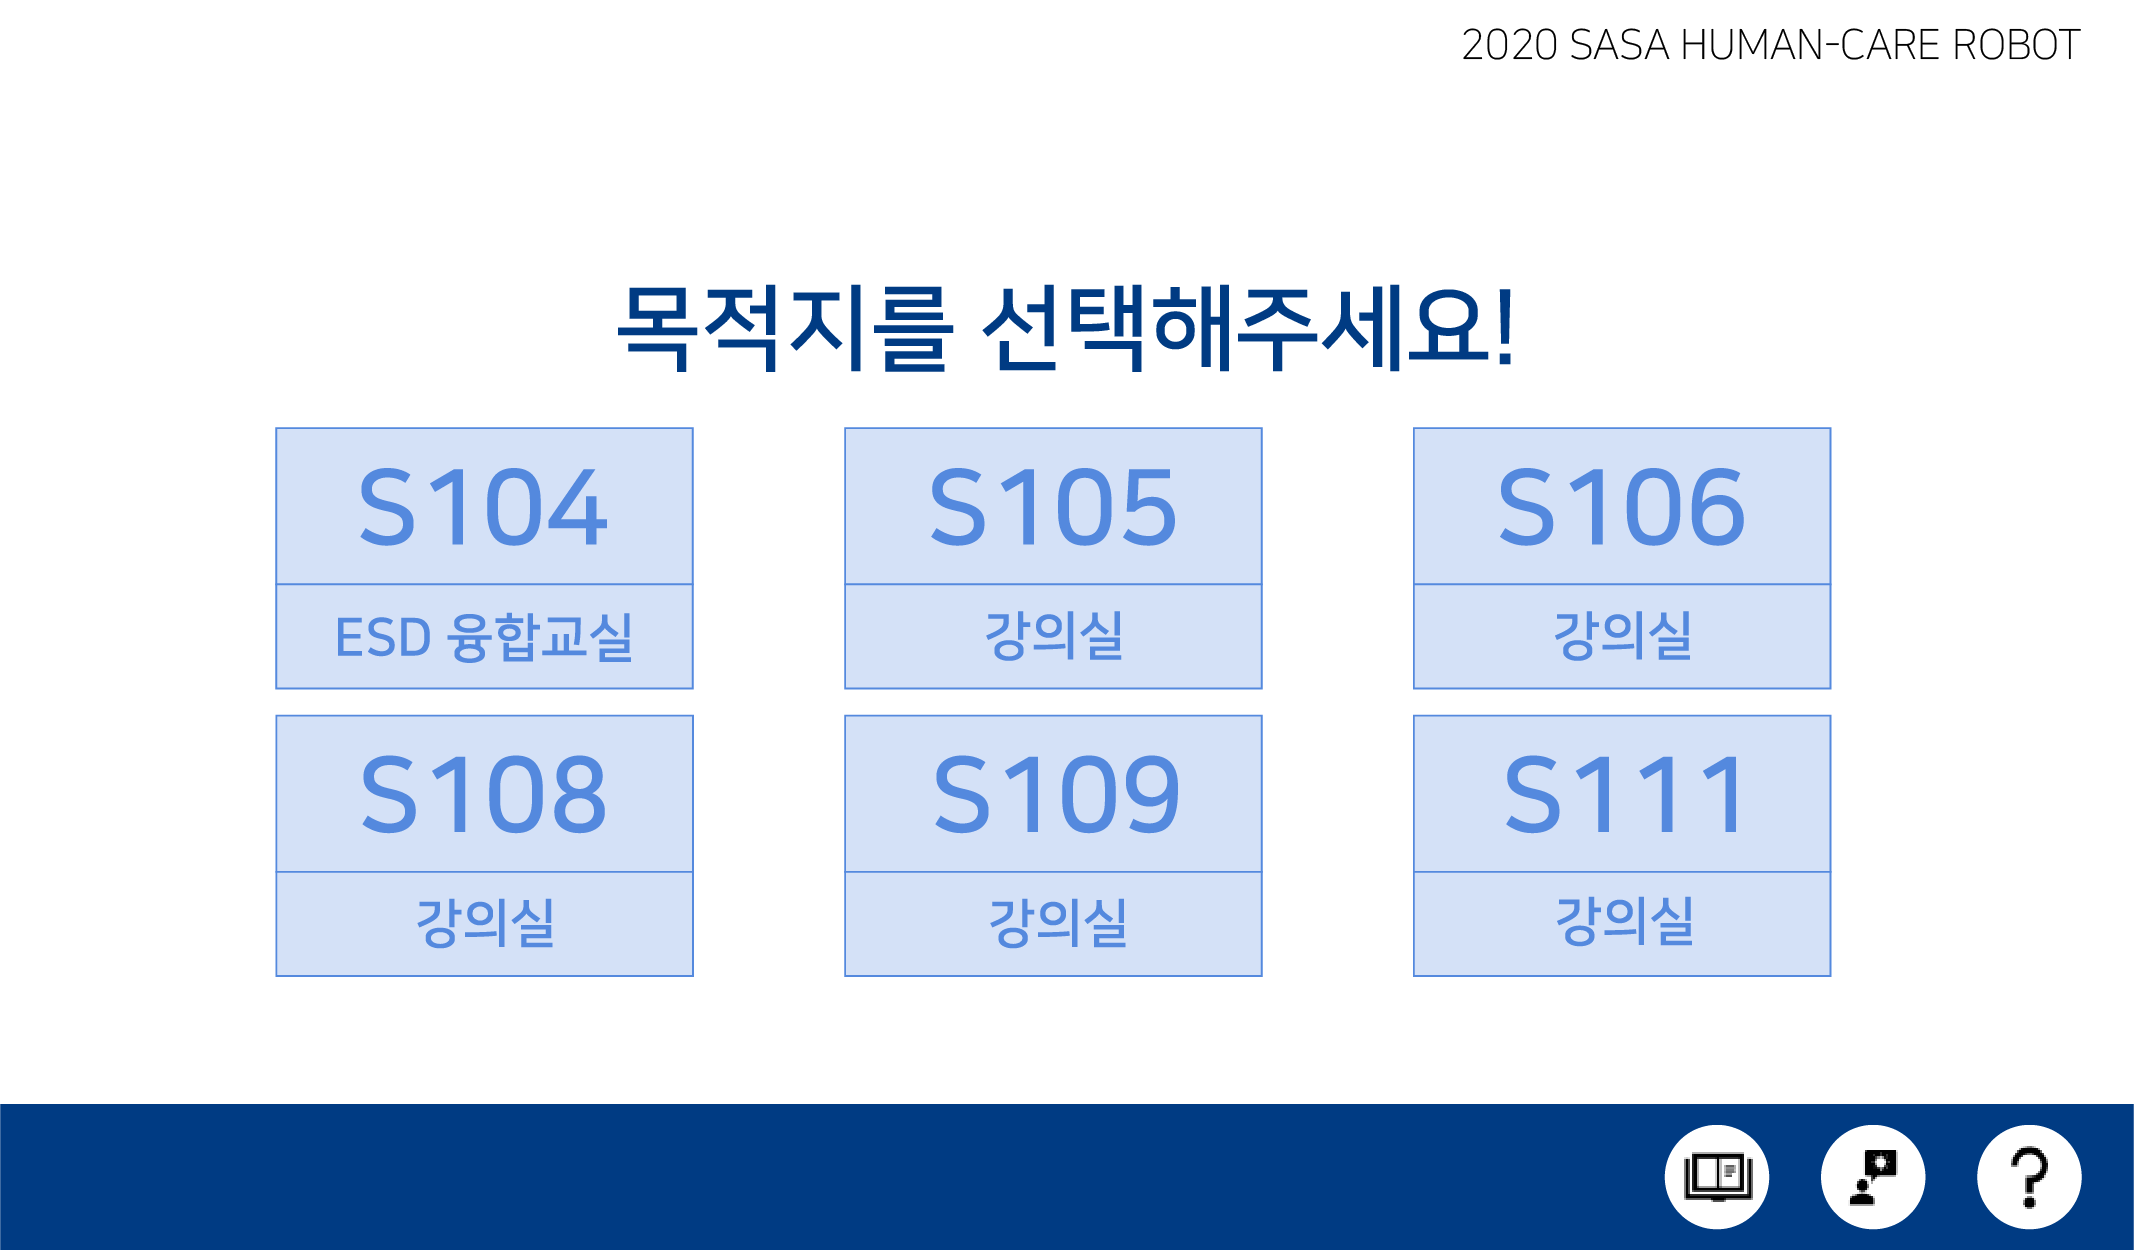 2020 SASA HUMAN-CARE ROBOT
목적지를 선택해주세요!
S104
ESD 융합교실
S105
강의실
S106
강의실
S108
강의실
S109
강의실
S111
강의실
?